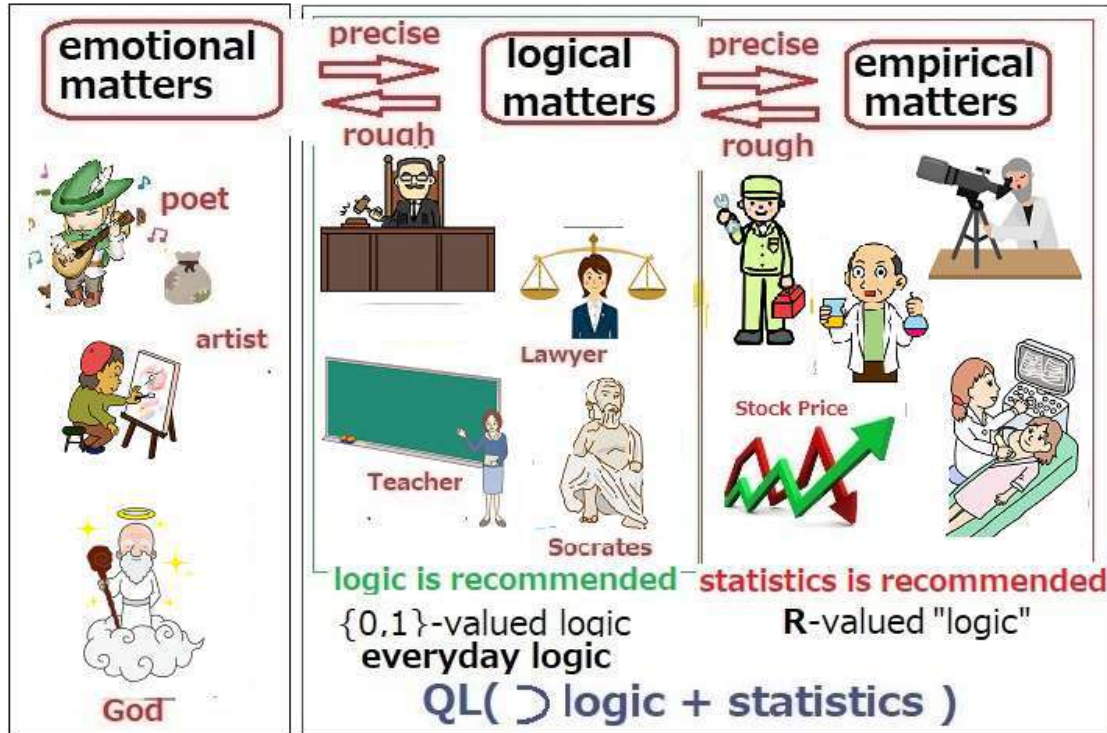 emotional
matters
precise
rough
logical
matters
precise
rough
empirical
matters
poet
artist
God
Lawyer
Teacher
Socrates
Stock Price
logic is recommended
{0,1}-valued logic
everyday logic
statistics is recommended
R-valued "logic"
QL( ⊃ logic + statistics )